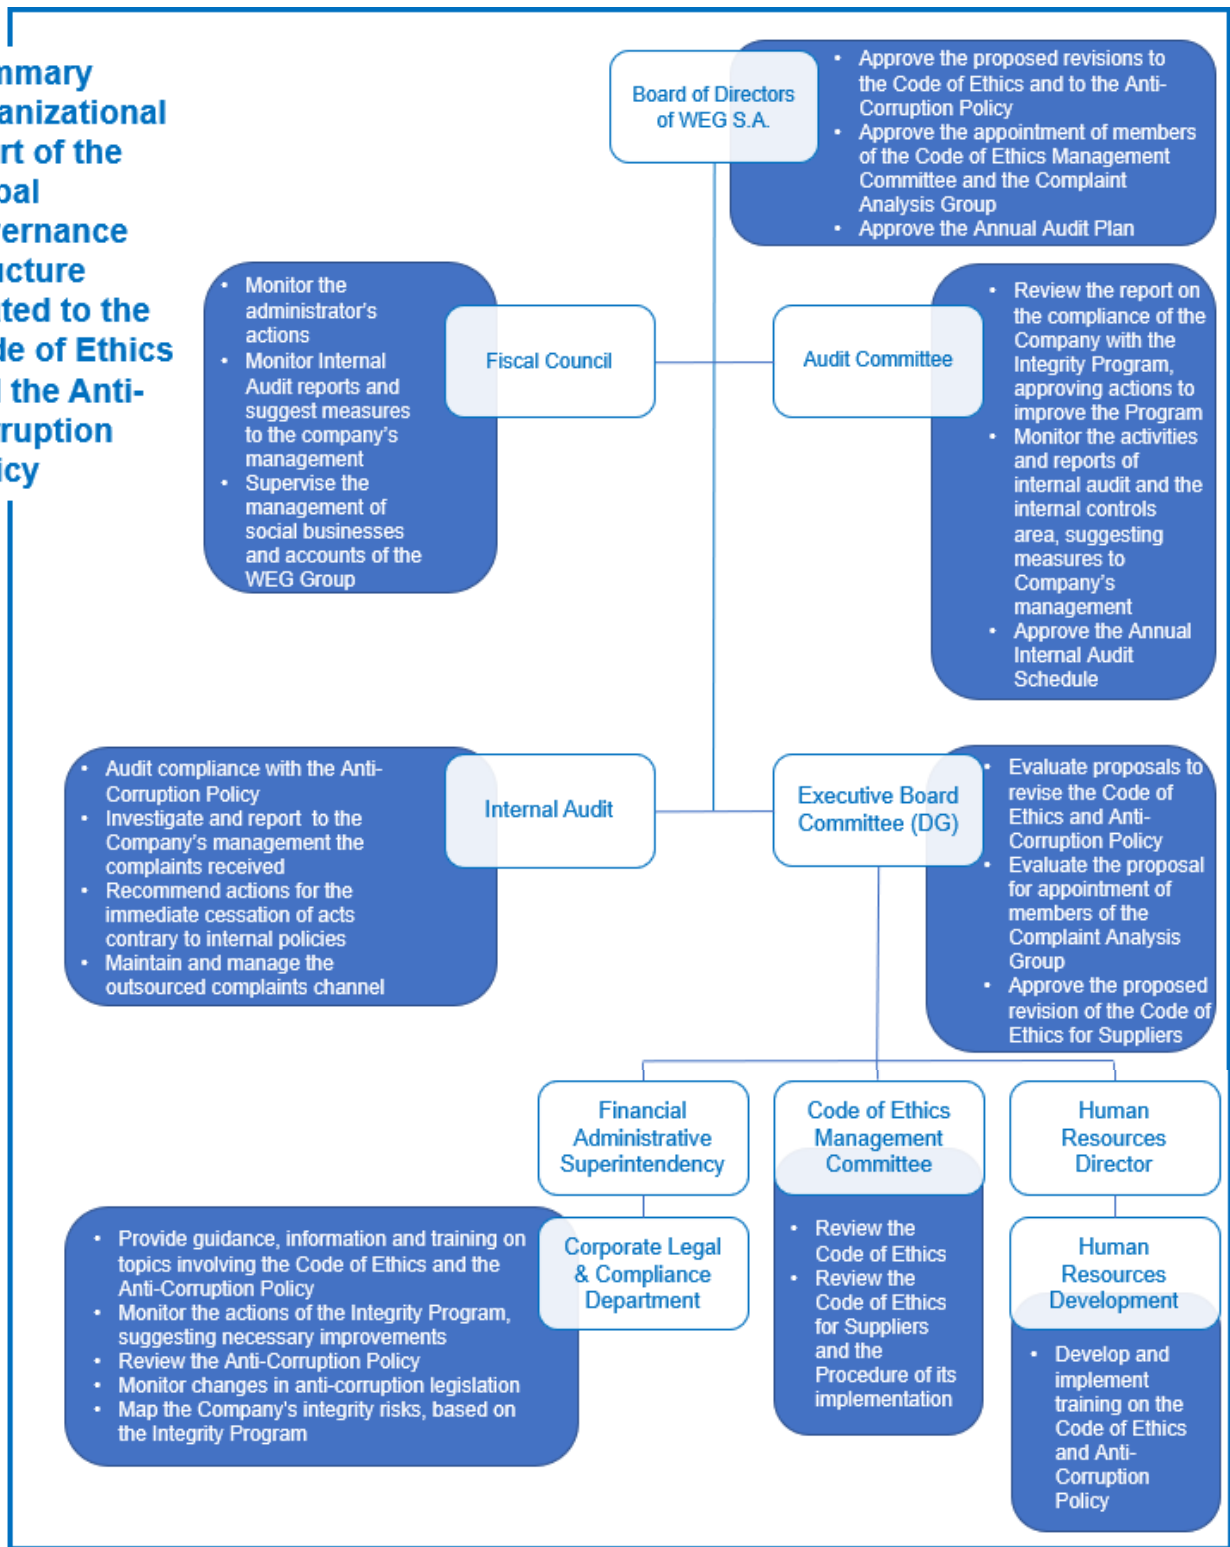 mmary
anizational
rt of the
bal
vernance
ucture
ted to the
de of Ethics
the Anti-
rruption
icy
Board of Directors
of WEG S.A.
• Approve the proposed revisions to
the Code of Ethics and to the Anti-
Corruption Policy
• Approve the appointment of members
of the Code of Ethics Management
Committee and the Complaint
Analysis Group
• Approve the Annual Audit Plan
• Monitor the
administrator's
actions
• Monitor Internal
Audit reports and
suggest measures
to the company's
management
• Supervise the
management of
social businesses
and accounts of the
WEG Group
Fiscal Council
Audit Committee
• Review the report on
the compliance of the
Company with the
Integrity Program,
approving actions to
improve the Program
• Monitor the activities
and reports of
internal audit and the
internal controls
area, suggesting
measures to
Company's
management
• Approve the Annual
Internal Audit
Schedule
• Audit compliance with the Anti-
Corruption Policy
• Investigate and report to the
Company's management the
complaints received
• Recommend actions for the
immediate cessation of acts
contrary to internal policies
• Maintain and manage the
outsourced complaints channel
Internal Audit
Executive Board
Committee (DG)
• Evaluate proposals to
revise the Code of
Ethics and Anti-
Corruption Policy
• Evaluate the proposal
for appointment of
members of the
Complaint Analysis
Group
• Approve the proposed
revision of the Code of
Ethics for Suppliers
Financial
Administrative
Superintendency
Code of Ethics
Management
Committee
Human
Resources
Director
• Provide guidance, information and training on
topics involving the Code of Ethics and the
Anti-Corruption Policy
• Monitor the actions of the Integrity Program,
suggesting necessary improvements
• Review the Anti-Corruption Policy
• Monitor changes in anti-corruption legislation
• Map the Company's integrity risks, based on
the Integrity Program
Corporate Legal
& Compliance
Department
• Review the
Code of Ethics
• Review the
Code of Ethics
for Suppliers
and the
Procedure of its
implementation
Human
Resources
Development
• Develop and
implement
training on the
Code of Ethics
and Anti-
Corruption
Policy